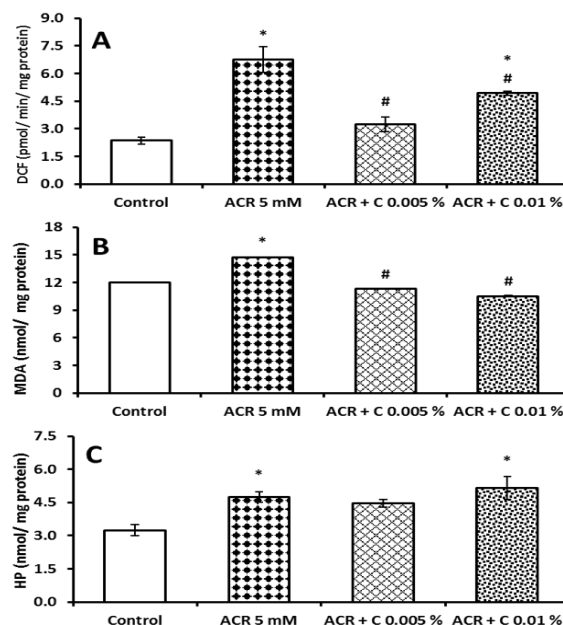 A
DCF (pmol/ min/ mg protein)
9.0
7.5
6.0
4.5
3.0
1.5
0.0
*
#
*
#
Control
ACR 5 mM
ACR + C 0.005 %
ACR + C 0.01 %
B
MDA (nmol/ mg protein)
18
15
12
9
6
3
0
*
#
#
Control
ACR 5 mM
ACR + C 0.005 %
ACR + C 0.01 %
C
HP (nmol/ mg protein)
7.5
6.0
4.5
3.0
1.5
0.0
*
*
Control
ACR 5 mM
ACR + C 0.005 %
ACR + C 0.01 %